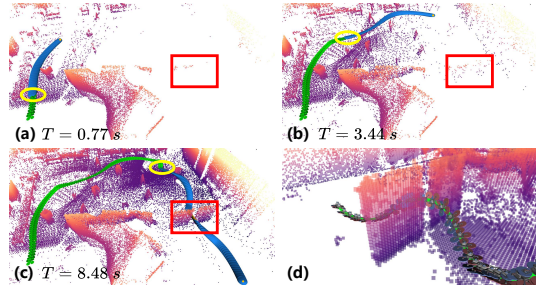 (a) T = 0.77 s
(b) T = 3.44 s
(c) T = 8.48 s
(d)